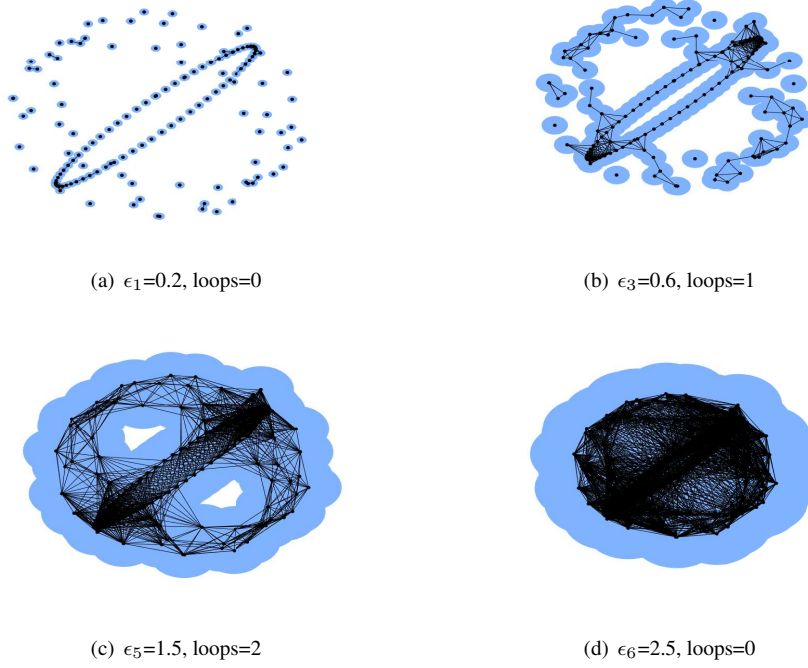 (a) ϵ₁=0.2, loops=0
(b) ϵ₃=0.6, loops=1
(c) ϵ₅=1.5, loops=2
(d) ϵ₆=2.5, loops=0